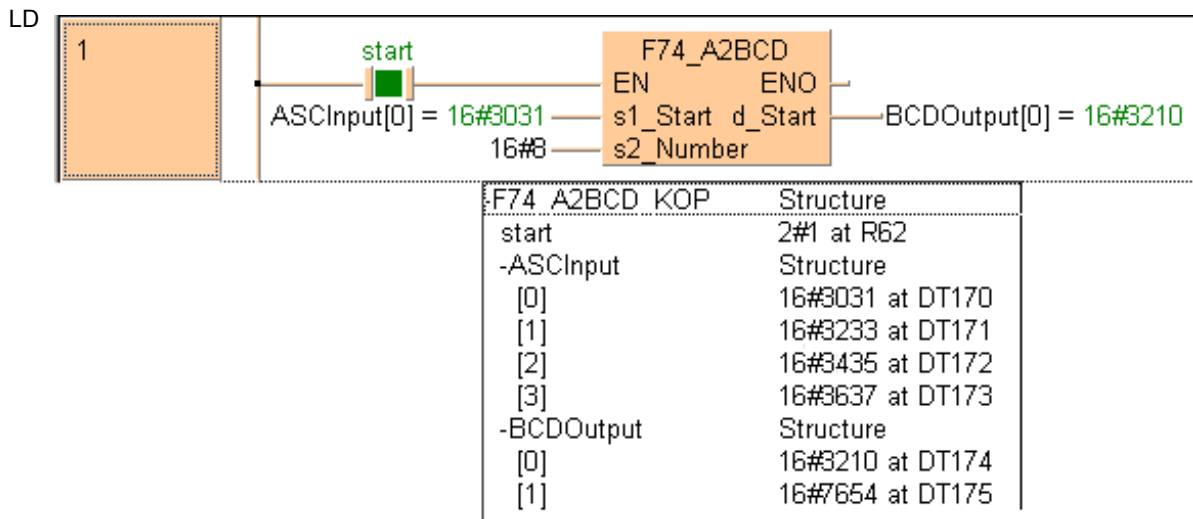 LD
1
start
F74_A2BCD
EN ENO
ASCInput[0] = 16#3031 s1_Start d_Start BCDOutput[0] = 16#3210
16#8 s2_Number
-F74_A2BCD_KOP Structure
start 2#1 at R62
-ASCInput Structure
[0] 16#3031 at DT170
[1] 16#3233 at DT171
[2] 16#3435 at DT172
[3] 16#3637 at DT173
-BCDOutput Structure
[0] 16#3210 at DT174
[1] 16#7654 at DT175